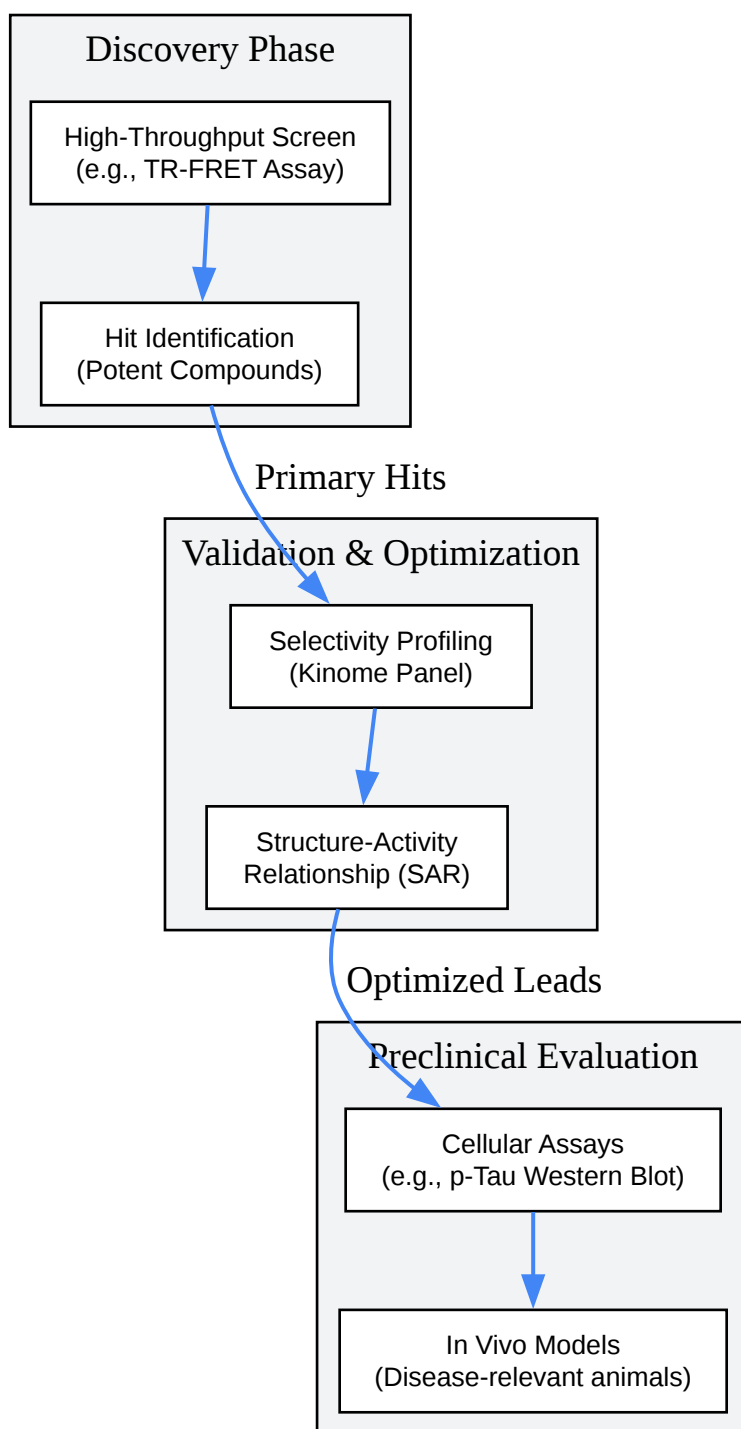 Discovery Phase
High-Throughput Screen
(e.g., TR-FRET Assay)
Hit Identification
(Potent Compounds)
Primary Hits
Validation & Optimization
Selectivity Profiling
(Kinome Panel)
Structure-Activity
Relationship (SAR)
Optimized Leads
Preclinical Evaluation
Cellular Assays
(e.g., p-Tau Western Blot)
In Vivo Models
(Disease-relevant animals)